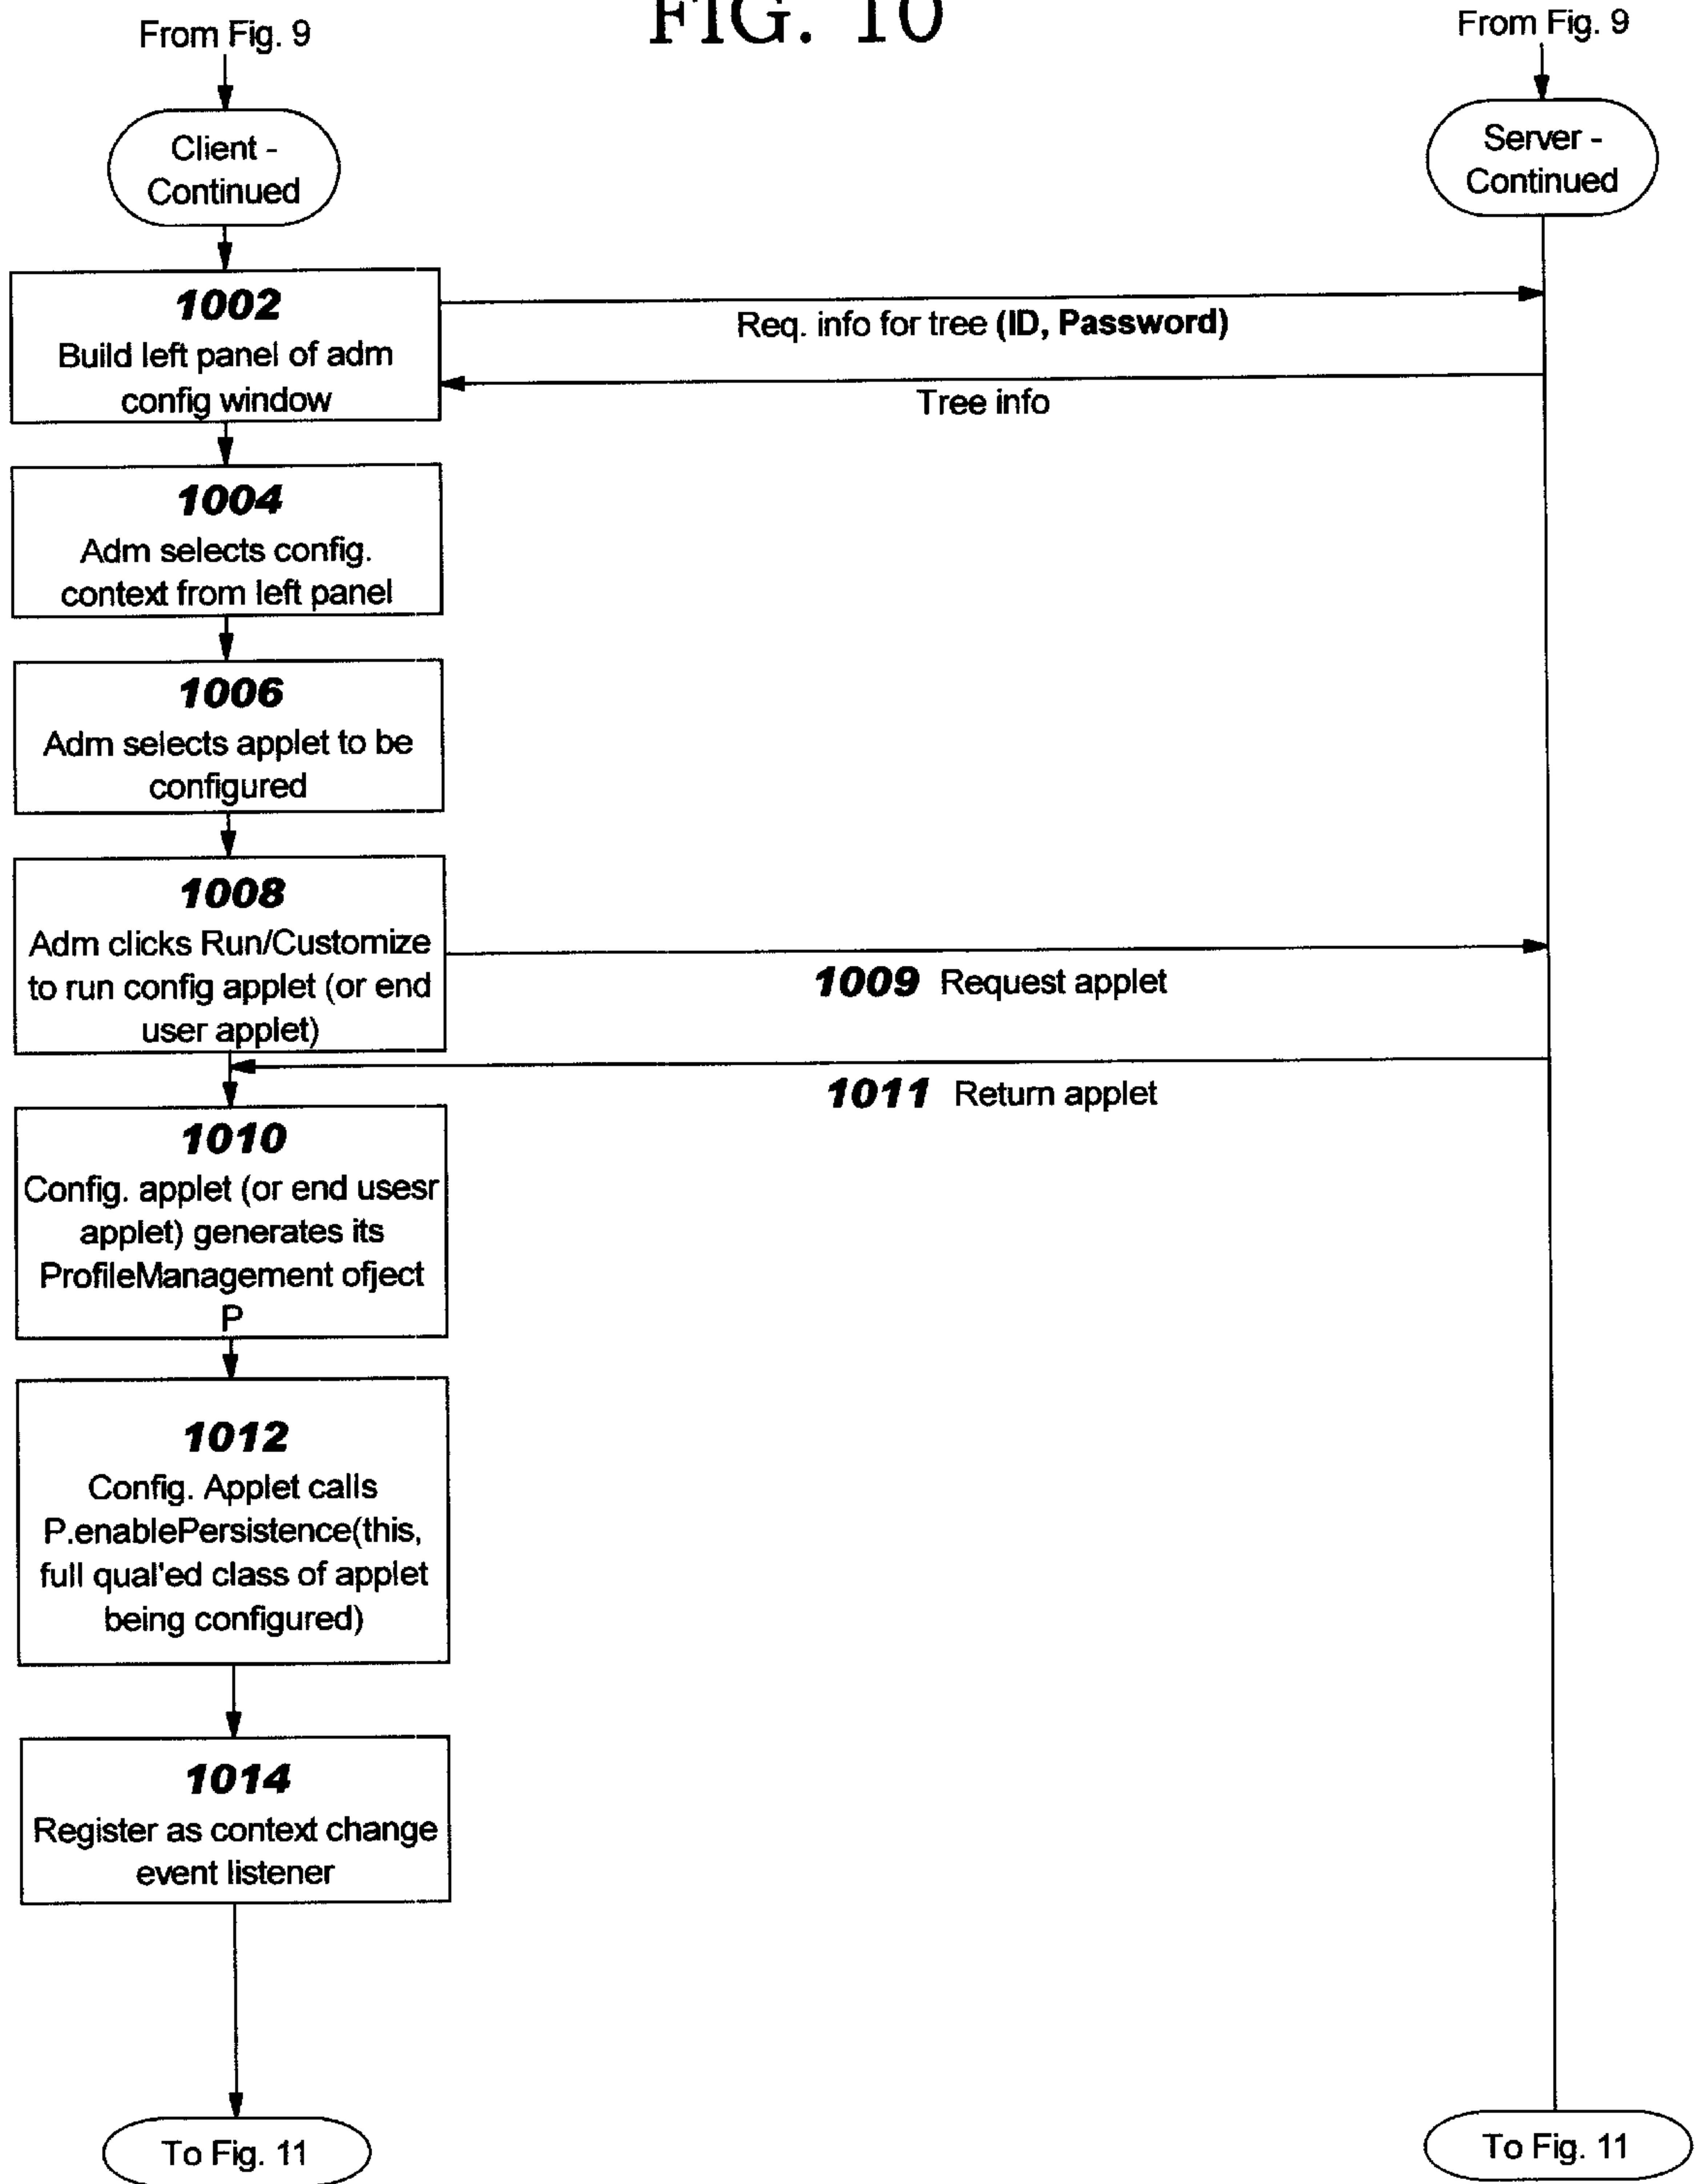 FIG. 10
From Fig. 9
From Fig. 9
Client -
Continued
Server -
Continued
1002
Build left panel of adm
config window
Req. info for tree (ID, Password)
Tree info
1004
Adm selects config.
context from left panel
1006
Adm selects applet to be
configured
1008
Adm clicks Run/Customize
to run config applet (or end
user applet)
1009 Request applet
1011 Return applet
1010
Config. applet (or end usesr
applet) generates its
ProfileManagement ofject
P
1012
Config. Applet calls
P.enablePersistence(this,
full qual'ed class of applet
being configured)
1014
Register as context change
event listener
To Fig. 11
To Fig. 11